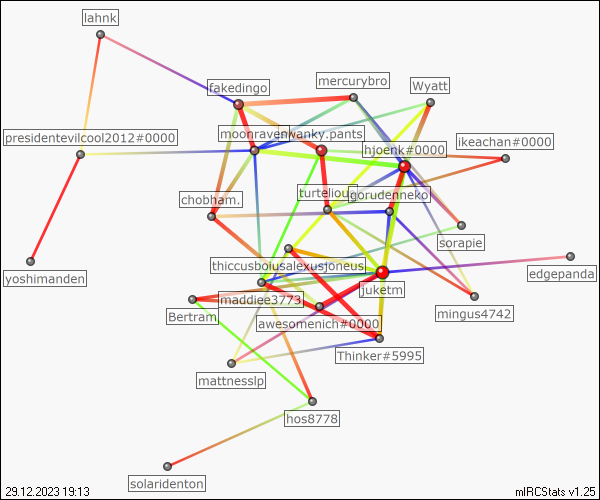 lahnk
mercurybro
fakedingo
Wyatt
presidentevilcool2012#0000
moonraven
wanky.pants
hjoenk#0000
ikeachan#0000
chobham.
turteliou
gorudenneko
sorapie
yoshimanden
thiccusbolus
alexusjoneus
edgepanda
juketm
maddiee3773
Bertram
awesomenich#0000
mingus4742
Thinker#5995
mattnesslp
hos8778
solaridenton
29.12.2023 19:13
mIRCStats v1.25